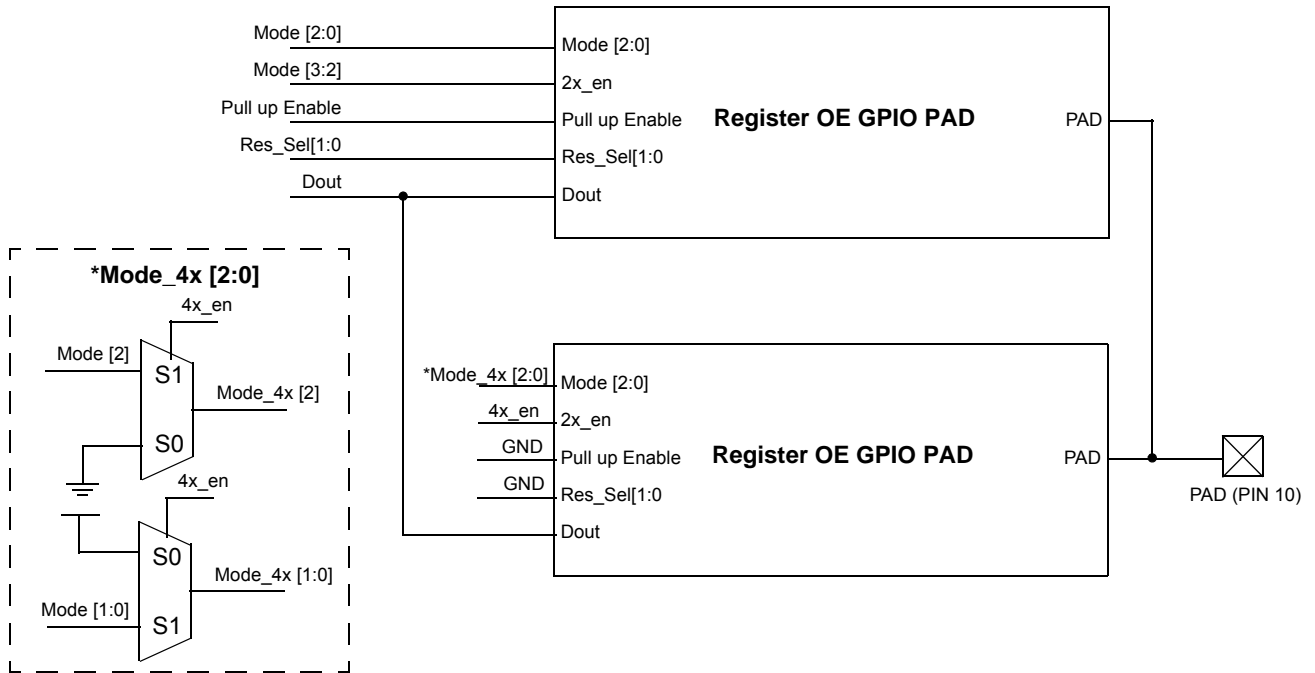 Mode [2:0]
Mode [3:2]
Pull up Enable
Res_Sel[1:0
Dout
Mode [2:0]
2x_en
Pull up Enable
Res_Sel[1:0
Dout
Register OE GPIO PAD
PAD
*Mode_4x [2:0]
4x_en
Mode [2]
S1
Mode_4x [2]
S0
4x_en
S0
Mode_4x [1:0]
Mode [1:0]
S1
*Mode_4x [2:0]
4x_en
GND
GND
Mode [2:0]
2x_en
Pull up Enable
Res_Sel[1:0
Dout
Register OE GPIO PAD
PAD
PAD (PIN 10)